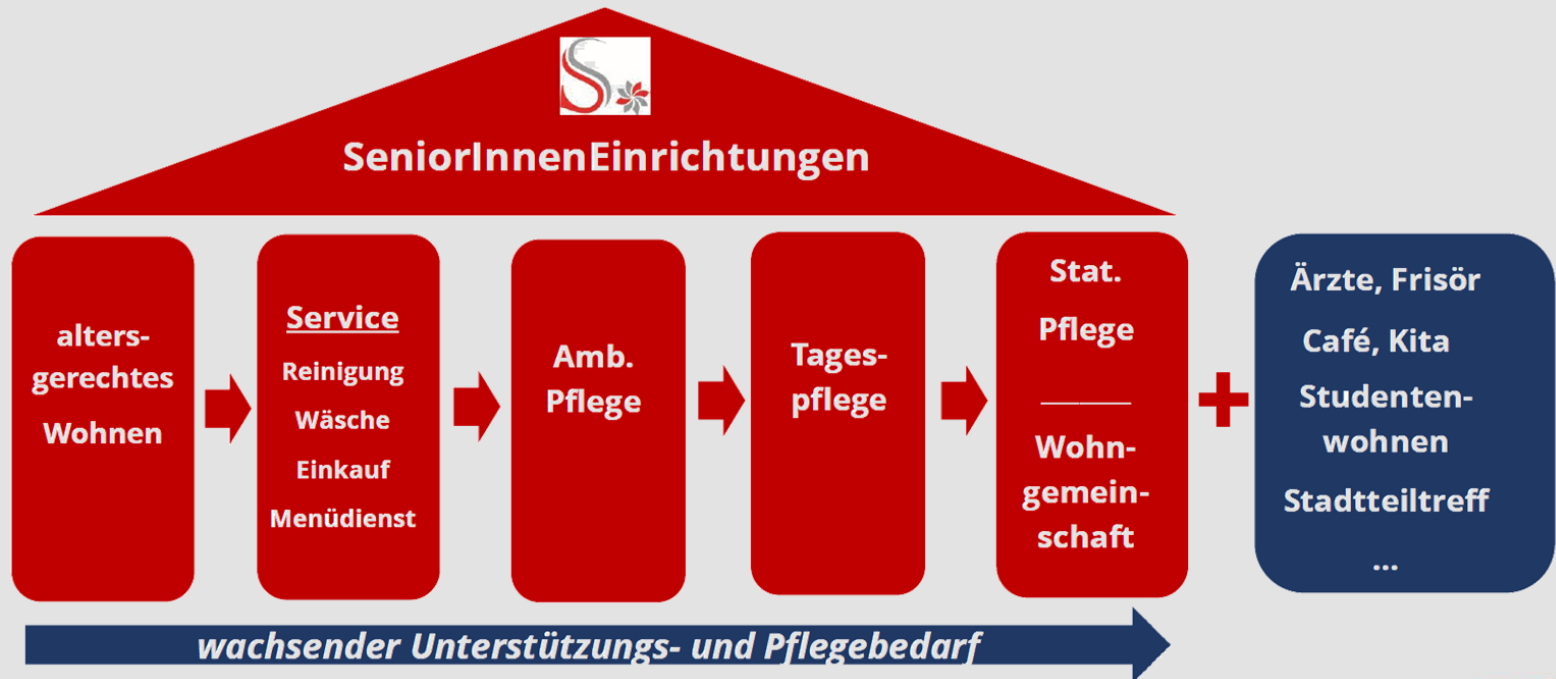 SeniorInnenEinrichtungen
alters-
gerechtes
Wohnen
Service
Reinigung
Wäsche
Einkauf
Menüdienst
Amb.
Pflege
Tages-
pflege
Stat.
Pflege
Wohn-
gemein-
schaft
Ärzte, Frisör
Café, Kita
Studenten-
wohnen
Stadtteiltreff
...
wachsender Unterstützungs- und Pflegebedarf